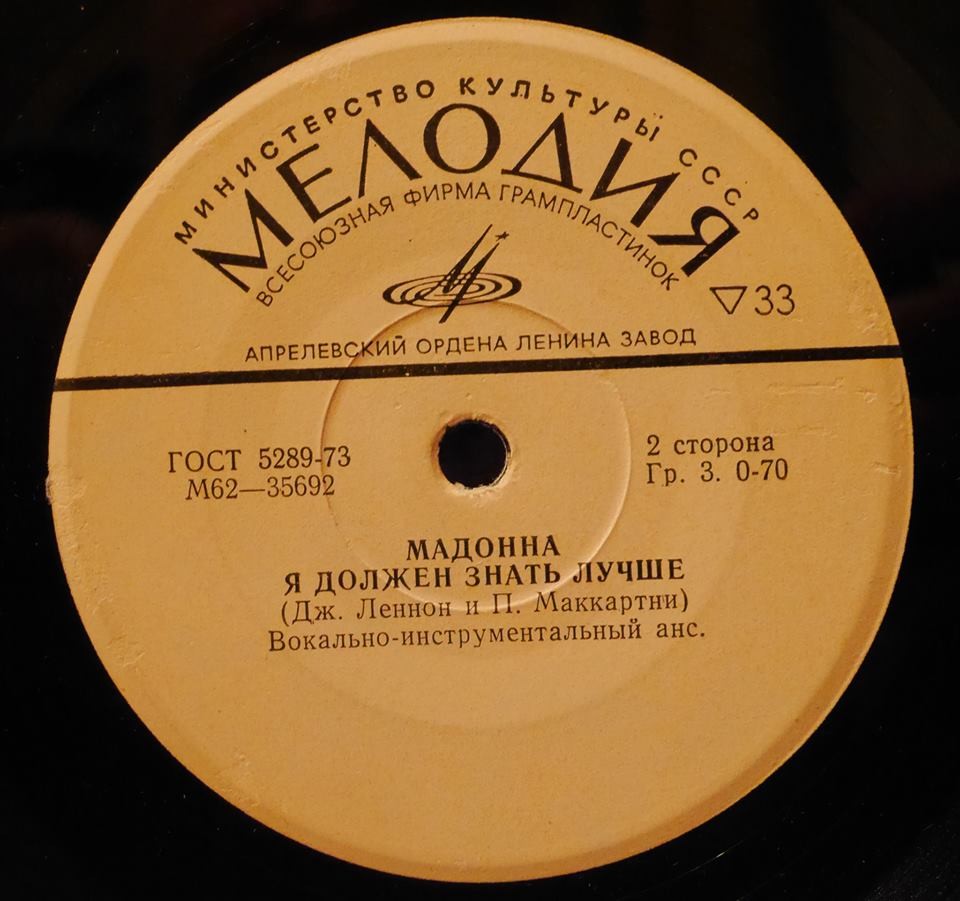 МИНИСТЕРСТВО КУЛЬТУРЫ СССР
МЕЛОДИЯ
ВСЕСОЮЗНАЯ ФИРМА ГРАМПЛАСТИНОК
▽33
АПРЕЛЕВСКИЙ ОРДЕНА ЛЕНИНА ЗАВОД
ГОСТ 5289-73
М62—35692
2 сторона
Гр. 3. 0-70
МАДОННА
Я ДОЛЖЕН ЗНАТЬ ЛУЧШЕ
(Дж. Леннон и П. Маккартни)
Вокально-инструментальный анс.